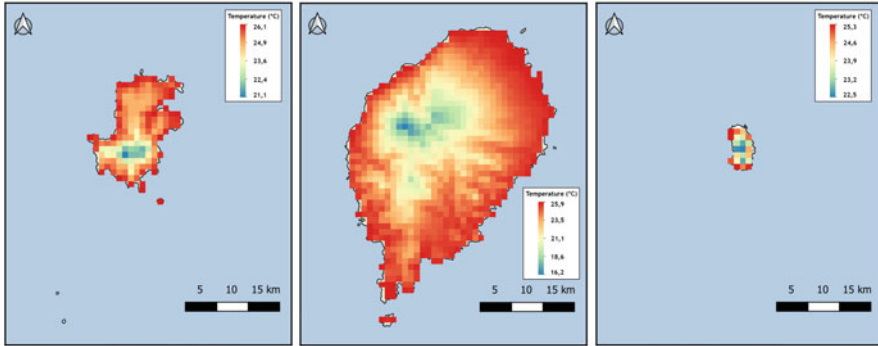 Temperature (°C)
26,1
24,9
23,6
22,4
21,1
5 10 15 km
Temperature (°C)
25,9
23,5
21,1
18,6
16,2
5 10 15 km
Temperature (°C)
25,3
24,6
23,9
23,2
22,5
5 10 15 km